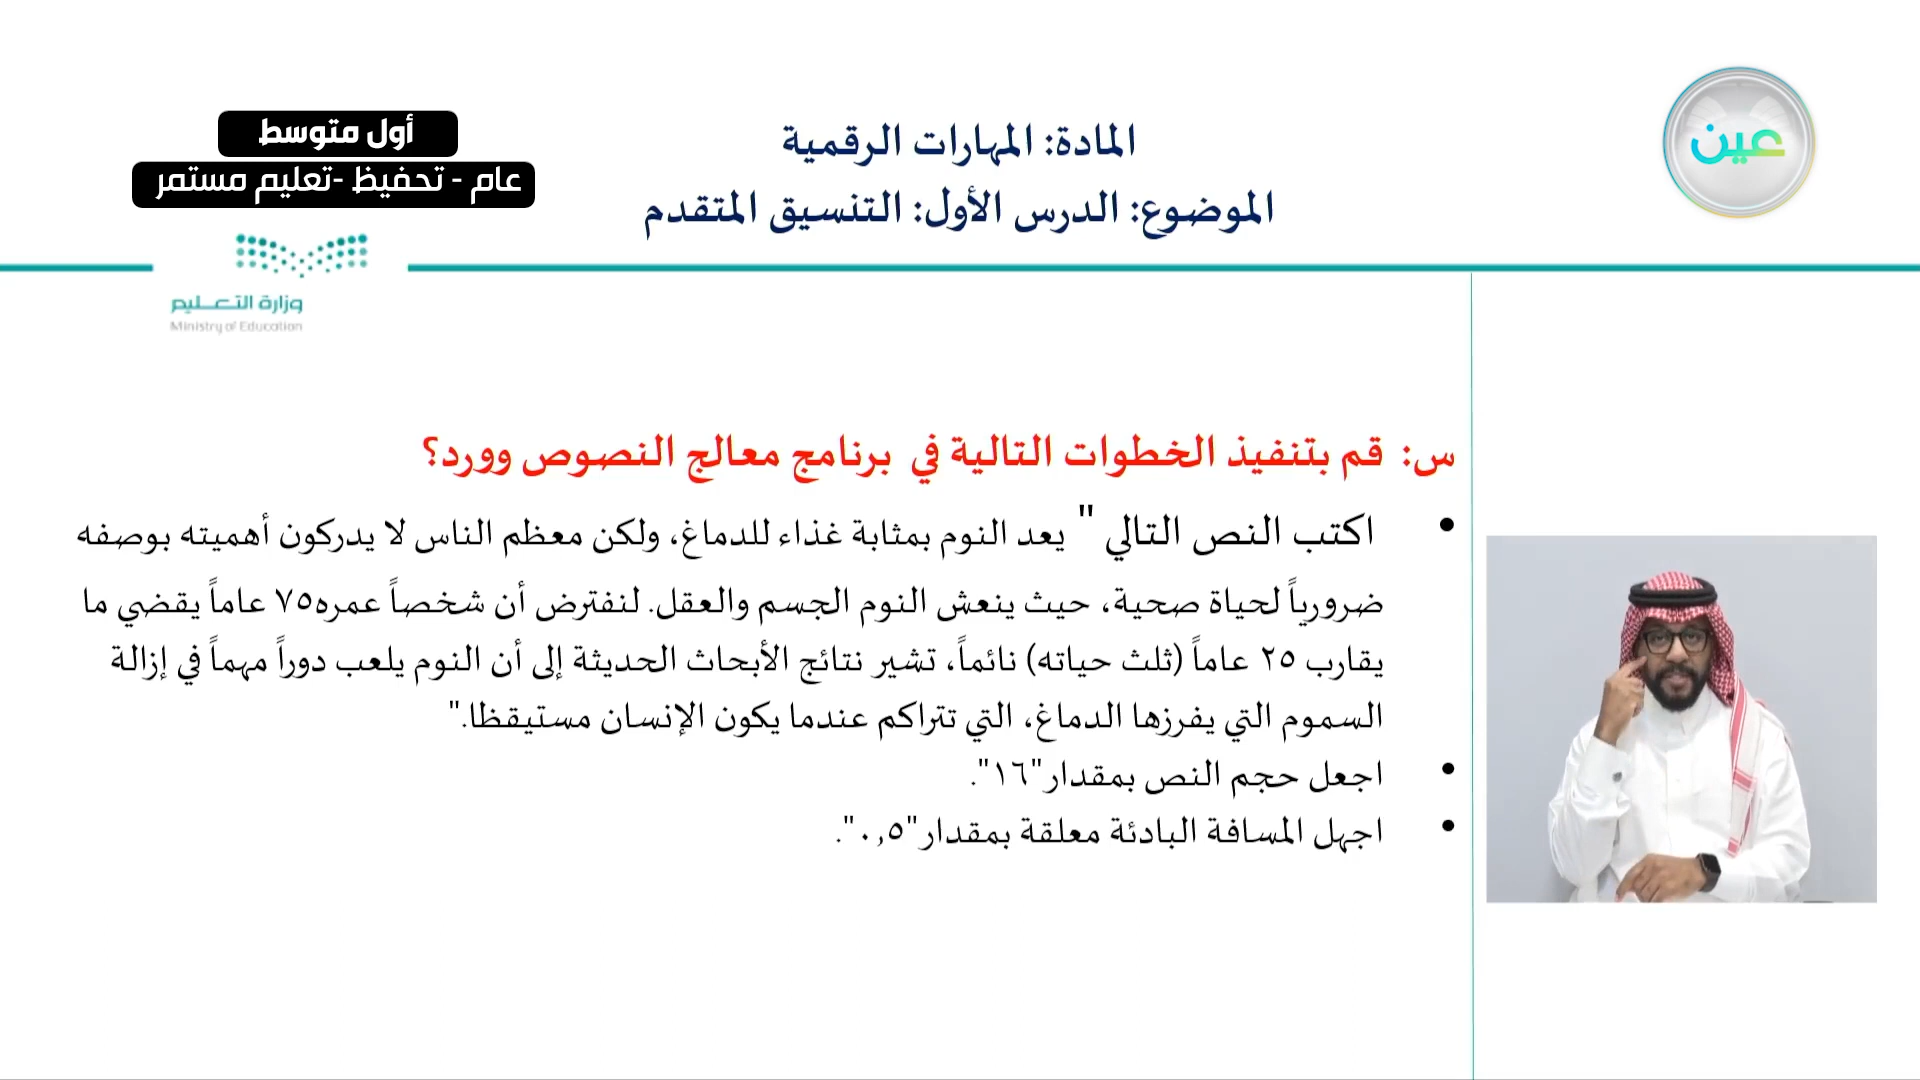 أول متوسط
عام - تحفيظ -تعليم مستمر
المادة: المهارات الرقمية
الموضوع: الدرس الأول: التنسيق المتقدم
عين
وزارة التعليم
Ministry of Education
س: قم بتنفيذ الخطوات التالية في برنامج معالج النصوص وورد؟
• اكتب النص التالي " يعد النوم بمثابة غذاء للدماغ، ولكن معظم الناس لا يدركون أهميته بوصفه
ضرورياً لحياة صحية، حيث ينعش النوم الجسم والعقل. لنفترض أن شخصاً عمره٧٥ عاماً يقضي ما
يقارب ٢٥ عاماً (ثلث حياته) نائماً، تشير نتائج الأبحاث الحديثة إلى أن النوم يلعب دوراً مهماً في إزالة
السموم التي يفرزها الدماغ، التي تتراكم عندما يكون الإنسان مستيقظا."
• اجعل حجم النص بمقدار"١٦".
• اجهل المسافة البادئة معلقة بمقدار"٠,٥".